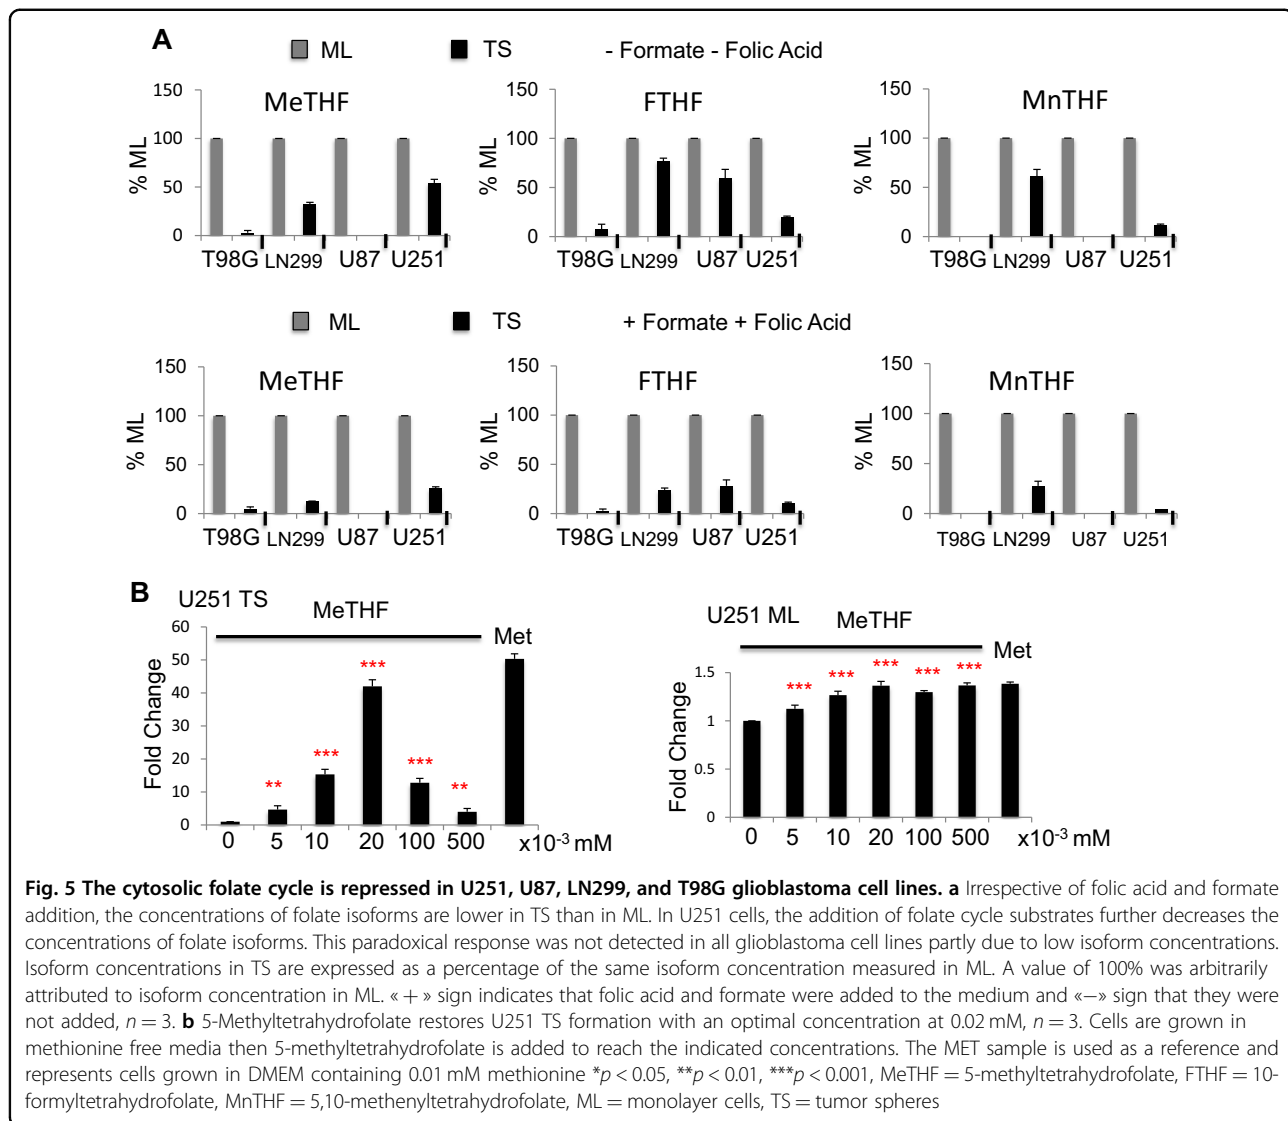 A
ML TS - Formate - Folic Acid
MeTHF FTHF MnTHF
% ML % ML % ML
150 150 150
100 100 100
50 50 50
0 0 0
T98G LN299 U87 U251 T98G LN299 U87 U251 T98G LN299 U87 U251
ML TS + Formate + Folic Acid
MeTHF FTHF MnTHF
% ML % ML % ML
150 150 150
100 100 100
50 50 50
0 0 0
T98G LN299 U87 U251 T98G LN299 U87 U251 T98G LN299 U87 U251
B
U251 TS
MeTHF
Met
Fold Change
60
50
40
30
20
10
0
** *** *** *** **
0 5 10 20 100 500 x10-3 mM
U251 ML
MeTHF
Met
Fold Change
1.5
1
0.5
0
*** *** *** *** ***
0 5 10 20 100 500 x10-3 mM
Fig. 5 The cytosolic folate cycle is repressed in U251, U87, LN299, and T98G glioblastoma cell lines. a Irrespective of folic acid and formate
addition, the concentrations of folate isoforms are lower in TS than in ML. In U251 cells, the addition of folate cycle substrates further decreases the
concentrations of folate isoforms. This paradoxical response was not detected in all glioblastoma cell lines partly due to low isoform concentrations.
Isoform concentrations in TS are expressed as a percentage of the same isoform concentration measured in ML. A value of 100% was arbitrarily
attributed to isoform concentration in ML. « + » sign indicates that folic acid and formate were added to the medium and «−» sign that they were
not added, n = 3. b 5-Methyltetrahydrofolate restores U251 TS formation with an optimal concentration at 0.02 mM, n = 3. Cells are grown in
methionine free media then 5-methyltetrahydrofolate is added to reach the indicated concentrations. The MET sample is used as a reference and
represents cells grown in DMEM containing 0.01 mM methionine *p < 0.05, **p < 0.01, ***p < 0.001, MeTHF = 5-methyltetrahydrofolate, FTHF = 10-
formyltetrahydrofolate, MnTHF = 5,10-methenyltetrahydrofolate, ML = monolayer cells, TS = tumor spheres